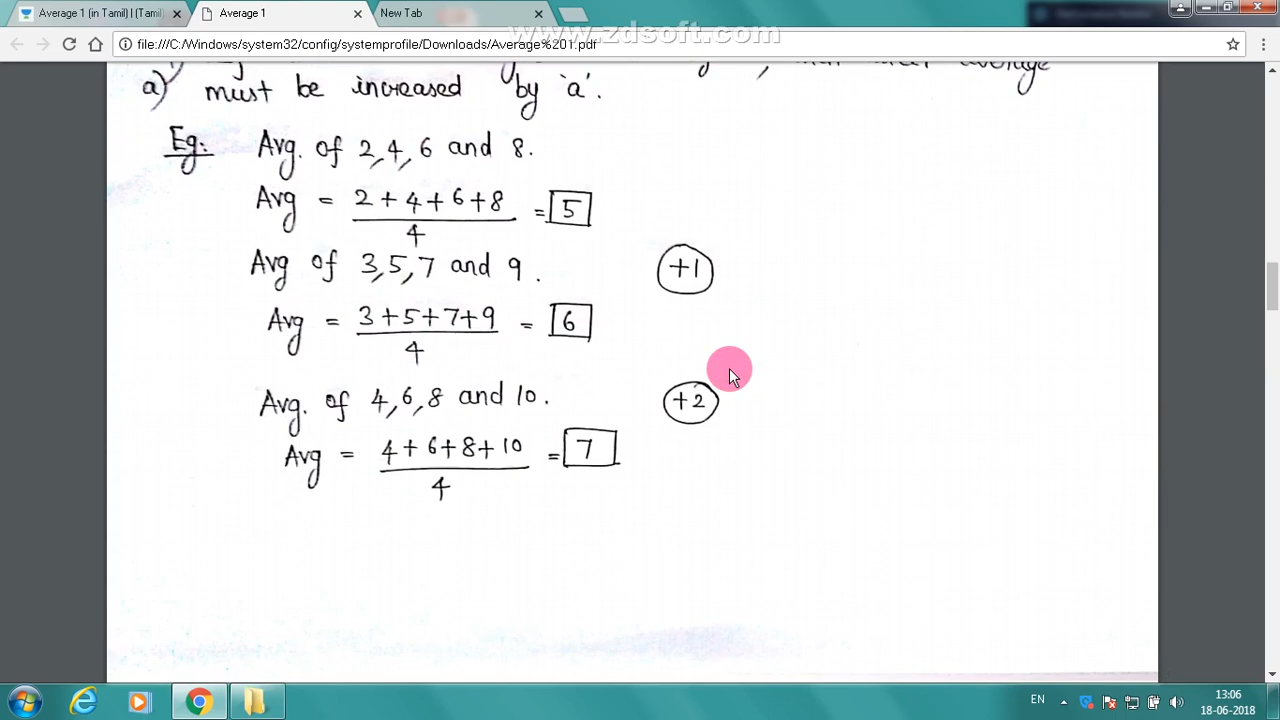 Average 1 (in Tamil) | (Tamil)
Average 1
New Tab
file:///C:/Windows/system32/config/systemprofile/Downloads/Average%201.pdf
www.zdsoft.com
average
a) must be increased by 'a'.
Eg: Avg. of 2, 4, 6 and 8.
Avg = 2 + 4 + 6 + 8 / 4 = 5
Avg of 3, 5, 7 and 9. +1
Avg = 3 + 5 + 7 + 9 / 4 = 6
Avg. of 4, 6, 8 and 10. +2
Avg = 4 + 6 + 8 + 10 / 4 = 7
EN
13:06
18-06-2018